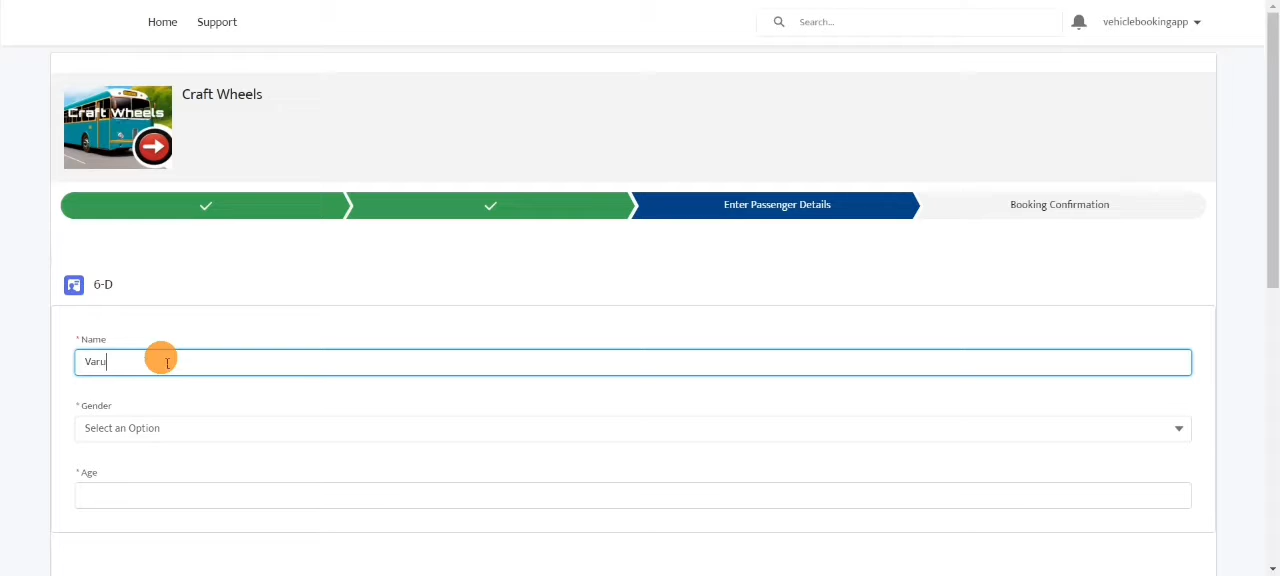 Home Support Search... vehiclebookingapp
Craft Wheels
Craft Wheels
Enter Passenger Details Booking Confirmation
6-D
* Name
Varu
* Gender
Select an Option
* Age